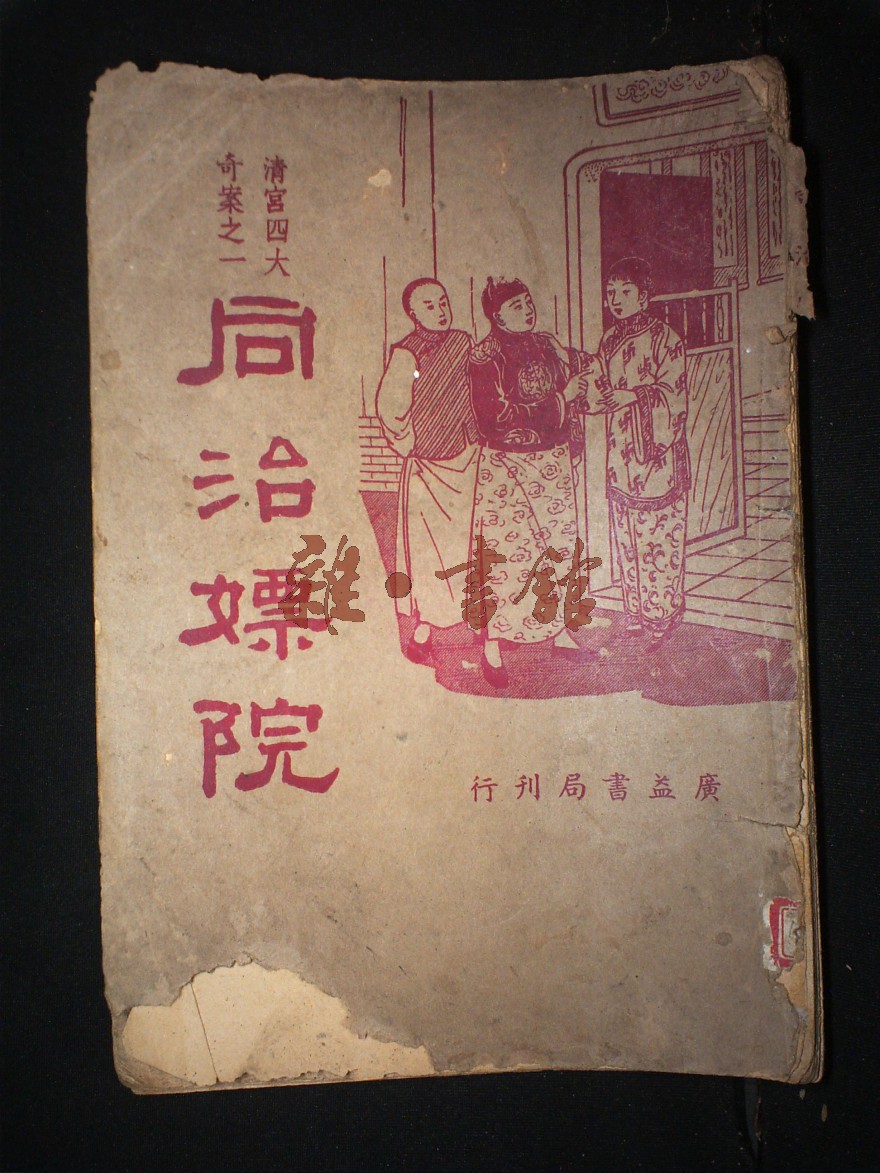 清宮四大
奇案之一
同治嫖院
廣益書局刊行
雜·書館